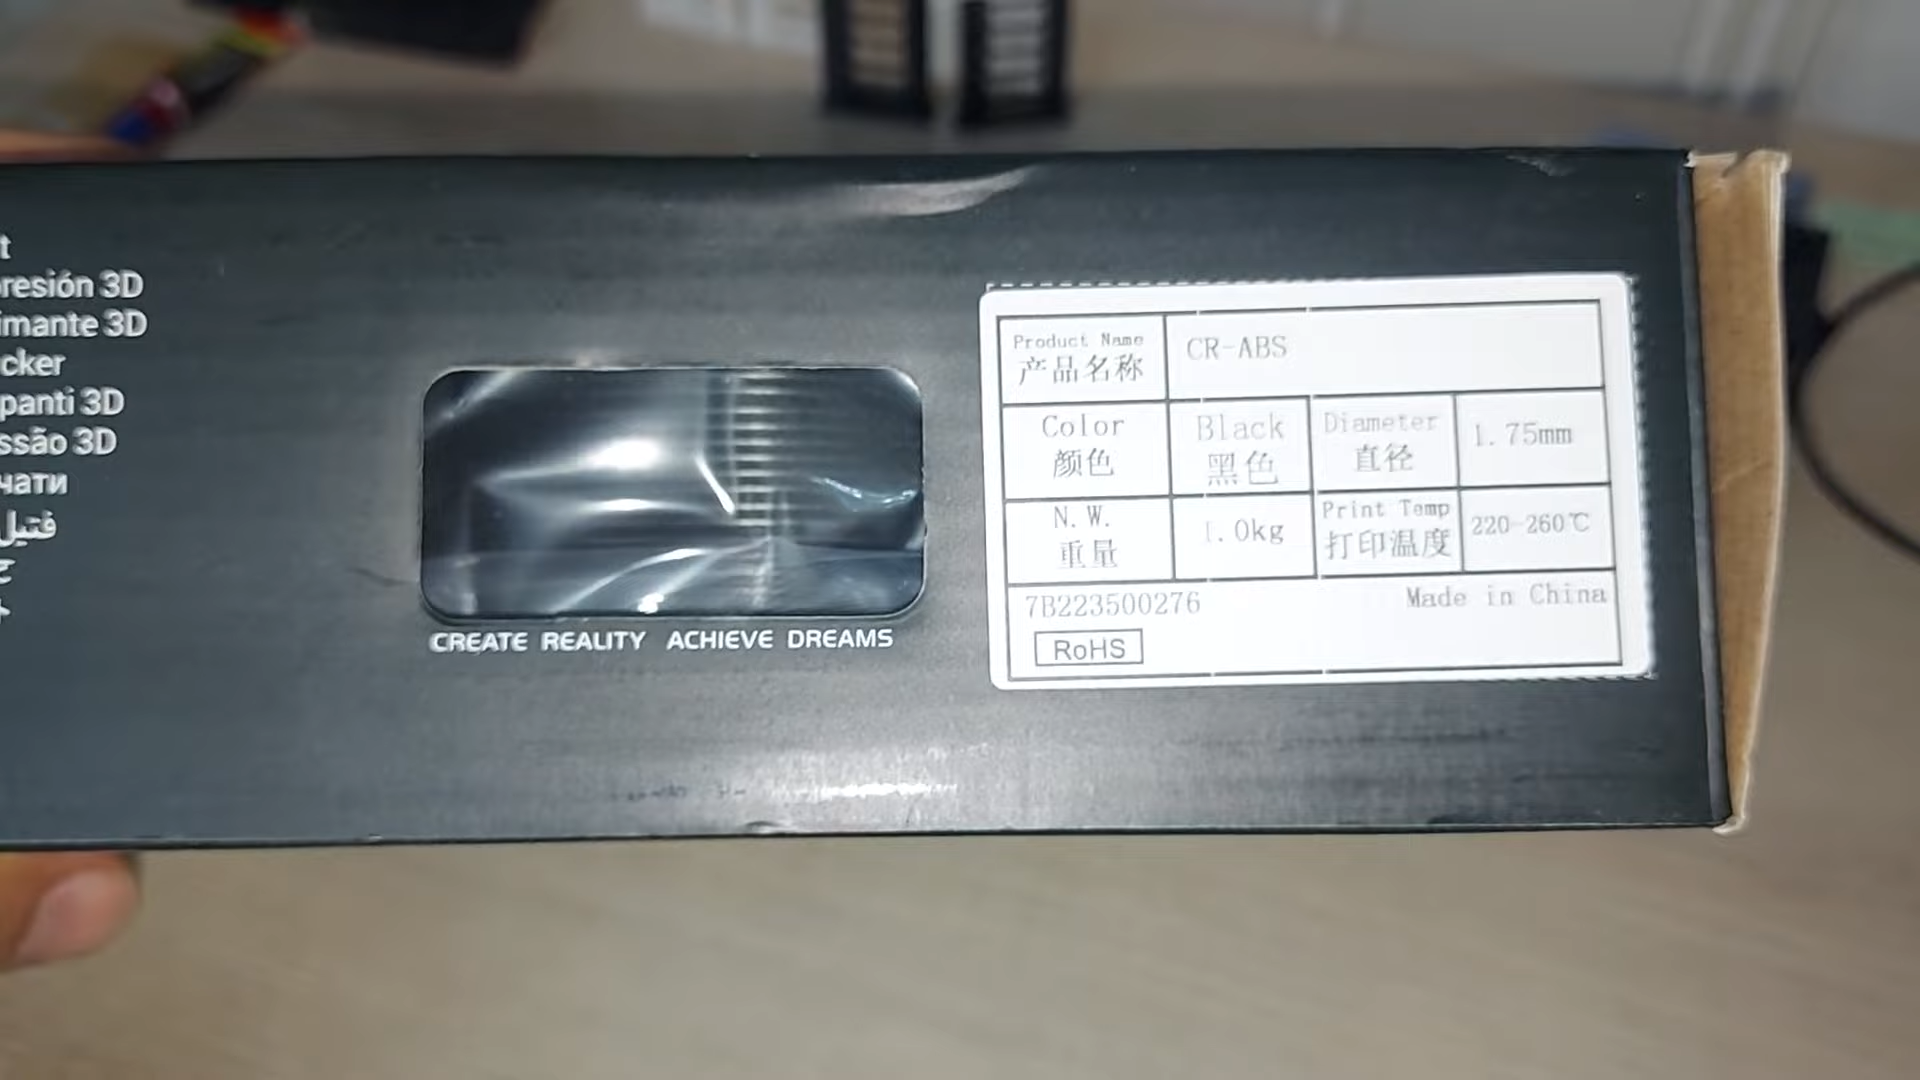 t
resión 3D
imante 3D
cker
panti 3D
ssão 3D
чати
فتيل
CREATE REALITY ACHIEVE DREAMS
Product Name
产品名称
CR-ABS
Color
颜色
Black
黑色
Diameter
直径
1.75mm
N.W.
重量
1.0kg
Print Temp
打印温度
220-260℃
7B223500276
Made in China
RoHS